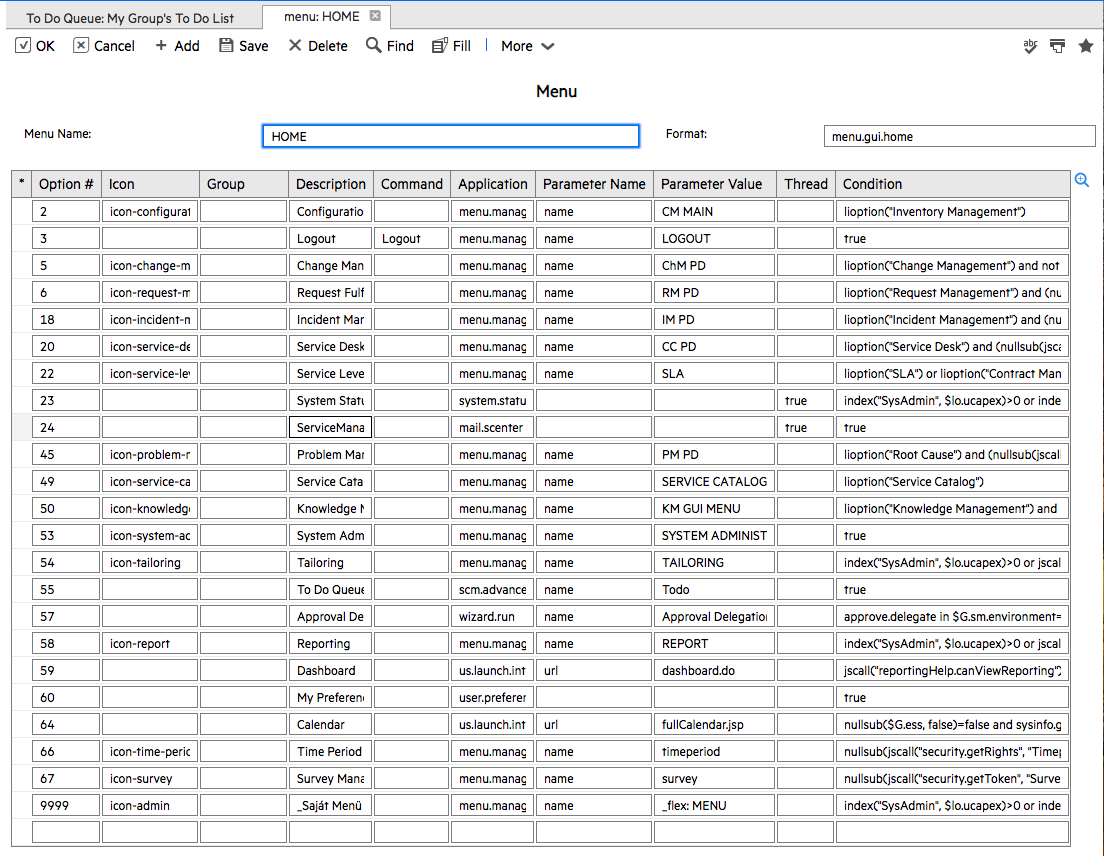 To Do Queue: My Group's To Do List menu: HOME
OK Cancel Add Save Delete Find Fill More
Menu
Menu Name: HOME Format: menu.gui.home
* Option # Icon Group Description Command Application Parameter Name Parameter Value Thread Condition
2 icon-configurat Configuratio menu.manag name CM MAIN lioption("Inventory Management")
3 Logout Logout menu.manag name LOGOUT true
5 icon-change-m Change Man menu.manag name ChM PD lioption("Change Management") and not
6 icon-request-m Request Fulf menu.manag name RM PD lioption("Request Management") and (nu
18 icon-incident-m Incident Mar menu.manag name IM PD lioption("Incident Management") and (nu
20 icon-service-de Service Desk menu.manag name CC PD lioption("Service Desk") and (nullsub(jsca
22 icon-service-lev Service Leve menu.manag name SLA lioption("SLA") or lioption("Contract Man
23 System Statu system.statu true index("SysAdmin", $lo.ucapex)>0 or inde
24 ServiceMana mail.scenter true true
45 icon-problem-r Problem Mar menu.manag name PM PD lioption("Root Cause") and (nullsub(jscall
49 icon-service-ca Service Cata menu.manag name SERVICE CATALOG lioption("Service Catalog")
50 icon-knowledge Knowledge M menu.manag name KM GUI MENU lioption("Knowledge Management") and
53 icon-system-ac System Adm menu.manag name SYSTEM ADMINIST true
54 icon-tailoring Tailoring menu.manag name TAILORING index("SysAdmin", $lo.ucapex)>0 or jscal
55 To Do Queue scm.advance name Todo true
57 Approval De wizard.run name Approval Delegation approve.delegate in $G.sm.environment=
58 icon-report Reporting menu.manag name REPORT index("SysAdmin", $lo.ucapex)>0 or jscal
59 Dashboard us.launch.int url dashboard.do jscall("reportingHelp.canViewReporting")
60 My Preferen user.preferer true
64 Calendar us.launch.int url fullCalendar.jsp nullsub($G.ess, false)=false and sysinfo.g
66 icon-time-peric Time Period menu.manag name timeperiod nullsub(jscall("security.getRights", "Timep
67 icon-survey Survey Mana menu.manag name survey nullsub(jscall("security.getToken", "Surve
9999 icon-admin _Saját Menü menu.manag name _flex: MENU index("SysAdmin", $lo.ucapex)>0 or inde